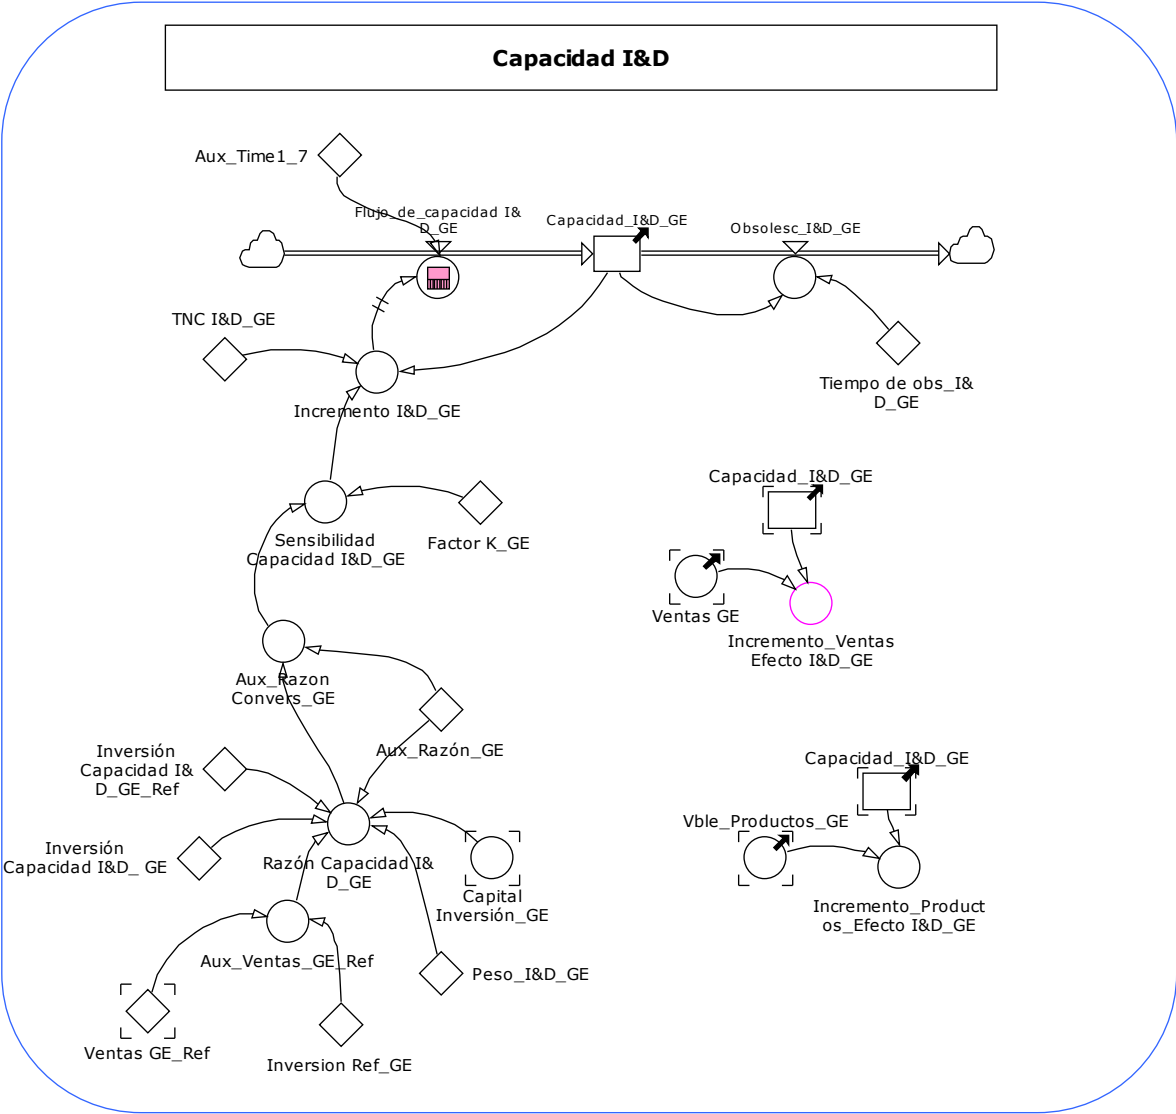 Capacidad I&D
Aux_Time1_7
Flujo_de_capacidad I&
D_GE
Capacidad_I&D_GE
Obsolesc_I&D_GE
TNC I&D_GE
Incremento I&D_GE
Tiempo de obs_I&
D_GE
Capacidad_I&D_GE
Sensibilidad
Capacidad I&D_GE
Factor K_GE
Ventas GE
Incremento_Ventas
Efecto I&D_GE
Aux_Razon
Convers_GE
Aux_Razón_GE
Inversión
Capacidad I&
D_GE_Ref
Capacidad_I&D_GE
Vble_Productos_GE
Inversión
Capacidad I&D_ GE
Razón Capacidad I&
D_GE
Capital
Inversión_GE
Incremento_Product
os_Efecto I&D_GE
Aux_Ventas_GE_Ref
Peso_I&D_GE
Ventas GE_Ref
Inversion Ref_GE